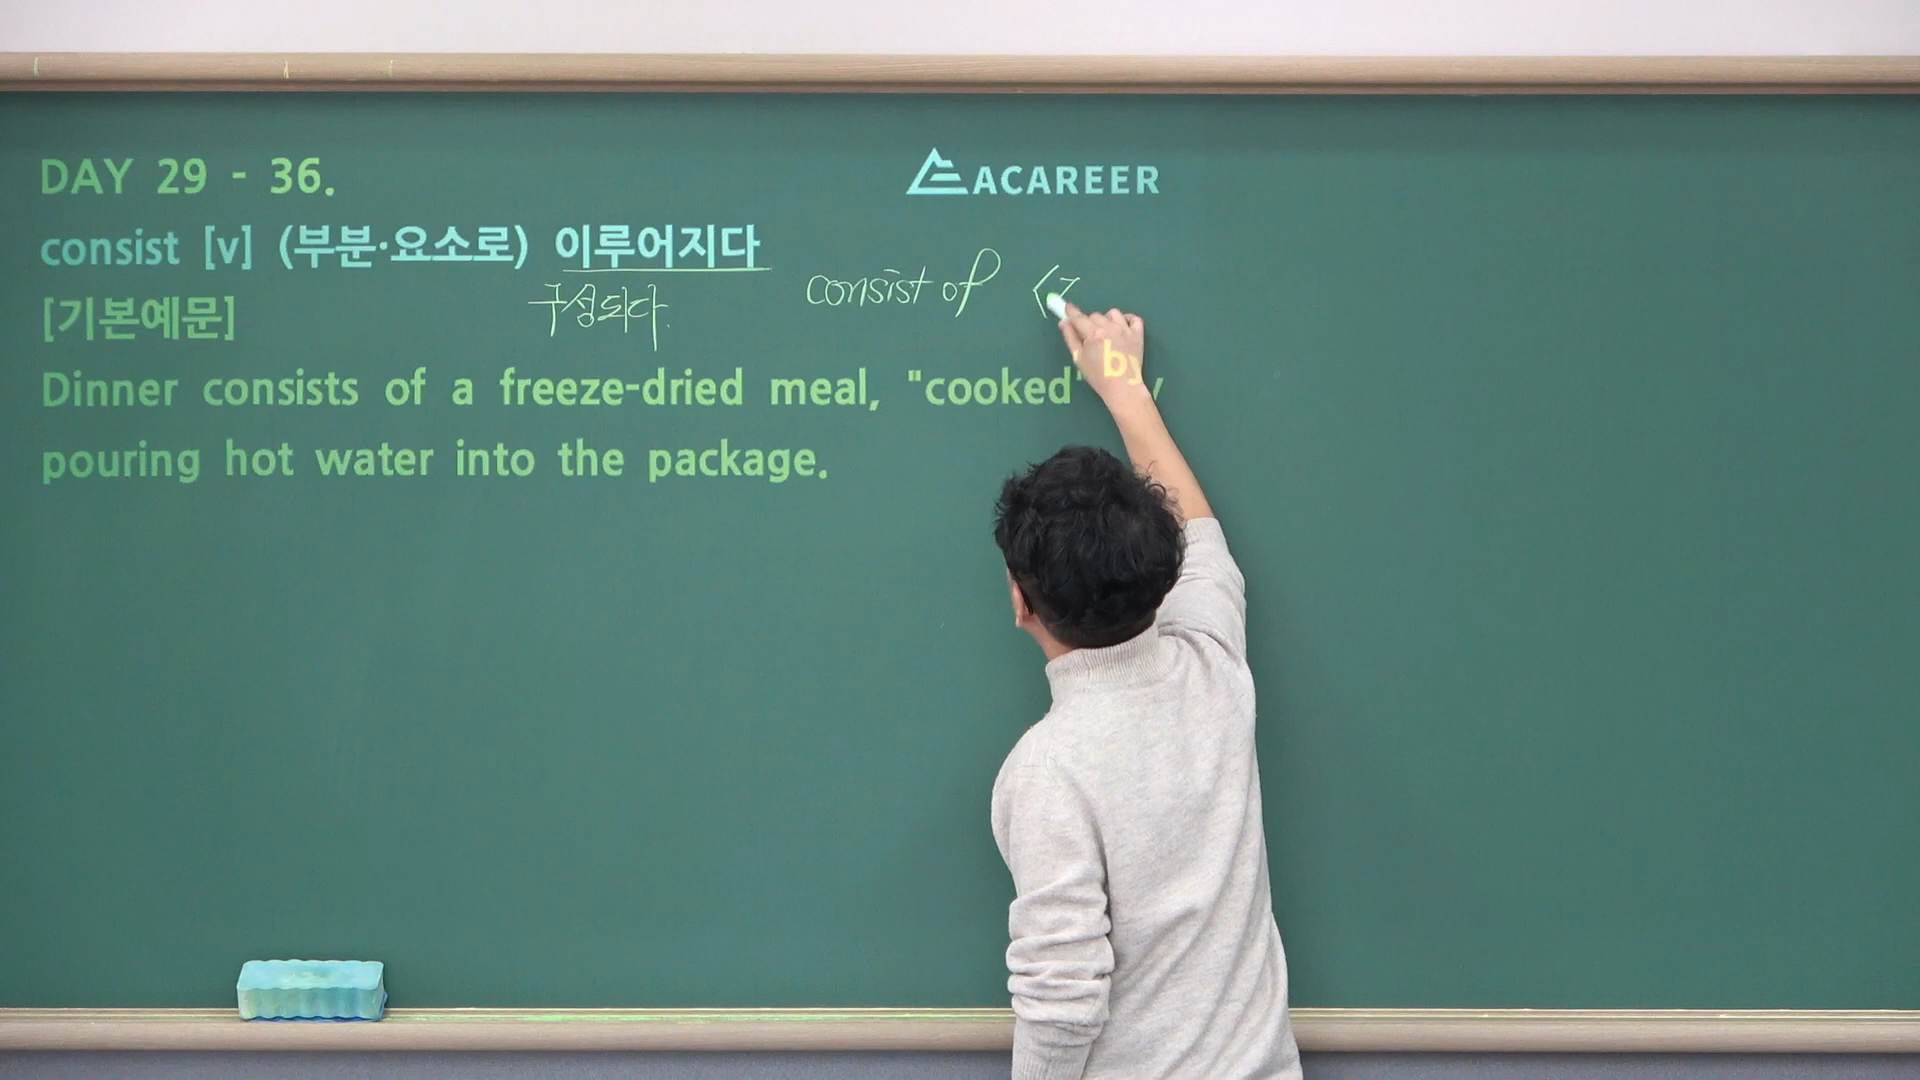 DAY 29 - 36.
ACAREER
consist [v] (부분·요소로) 이루어지다
구성되다.
consist of
[기본예문]
Dinner consists of a freeze-dried meal, "cooked" by
pouring hot water into the package.